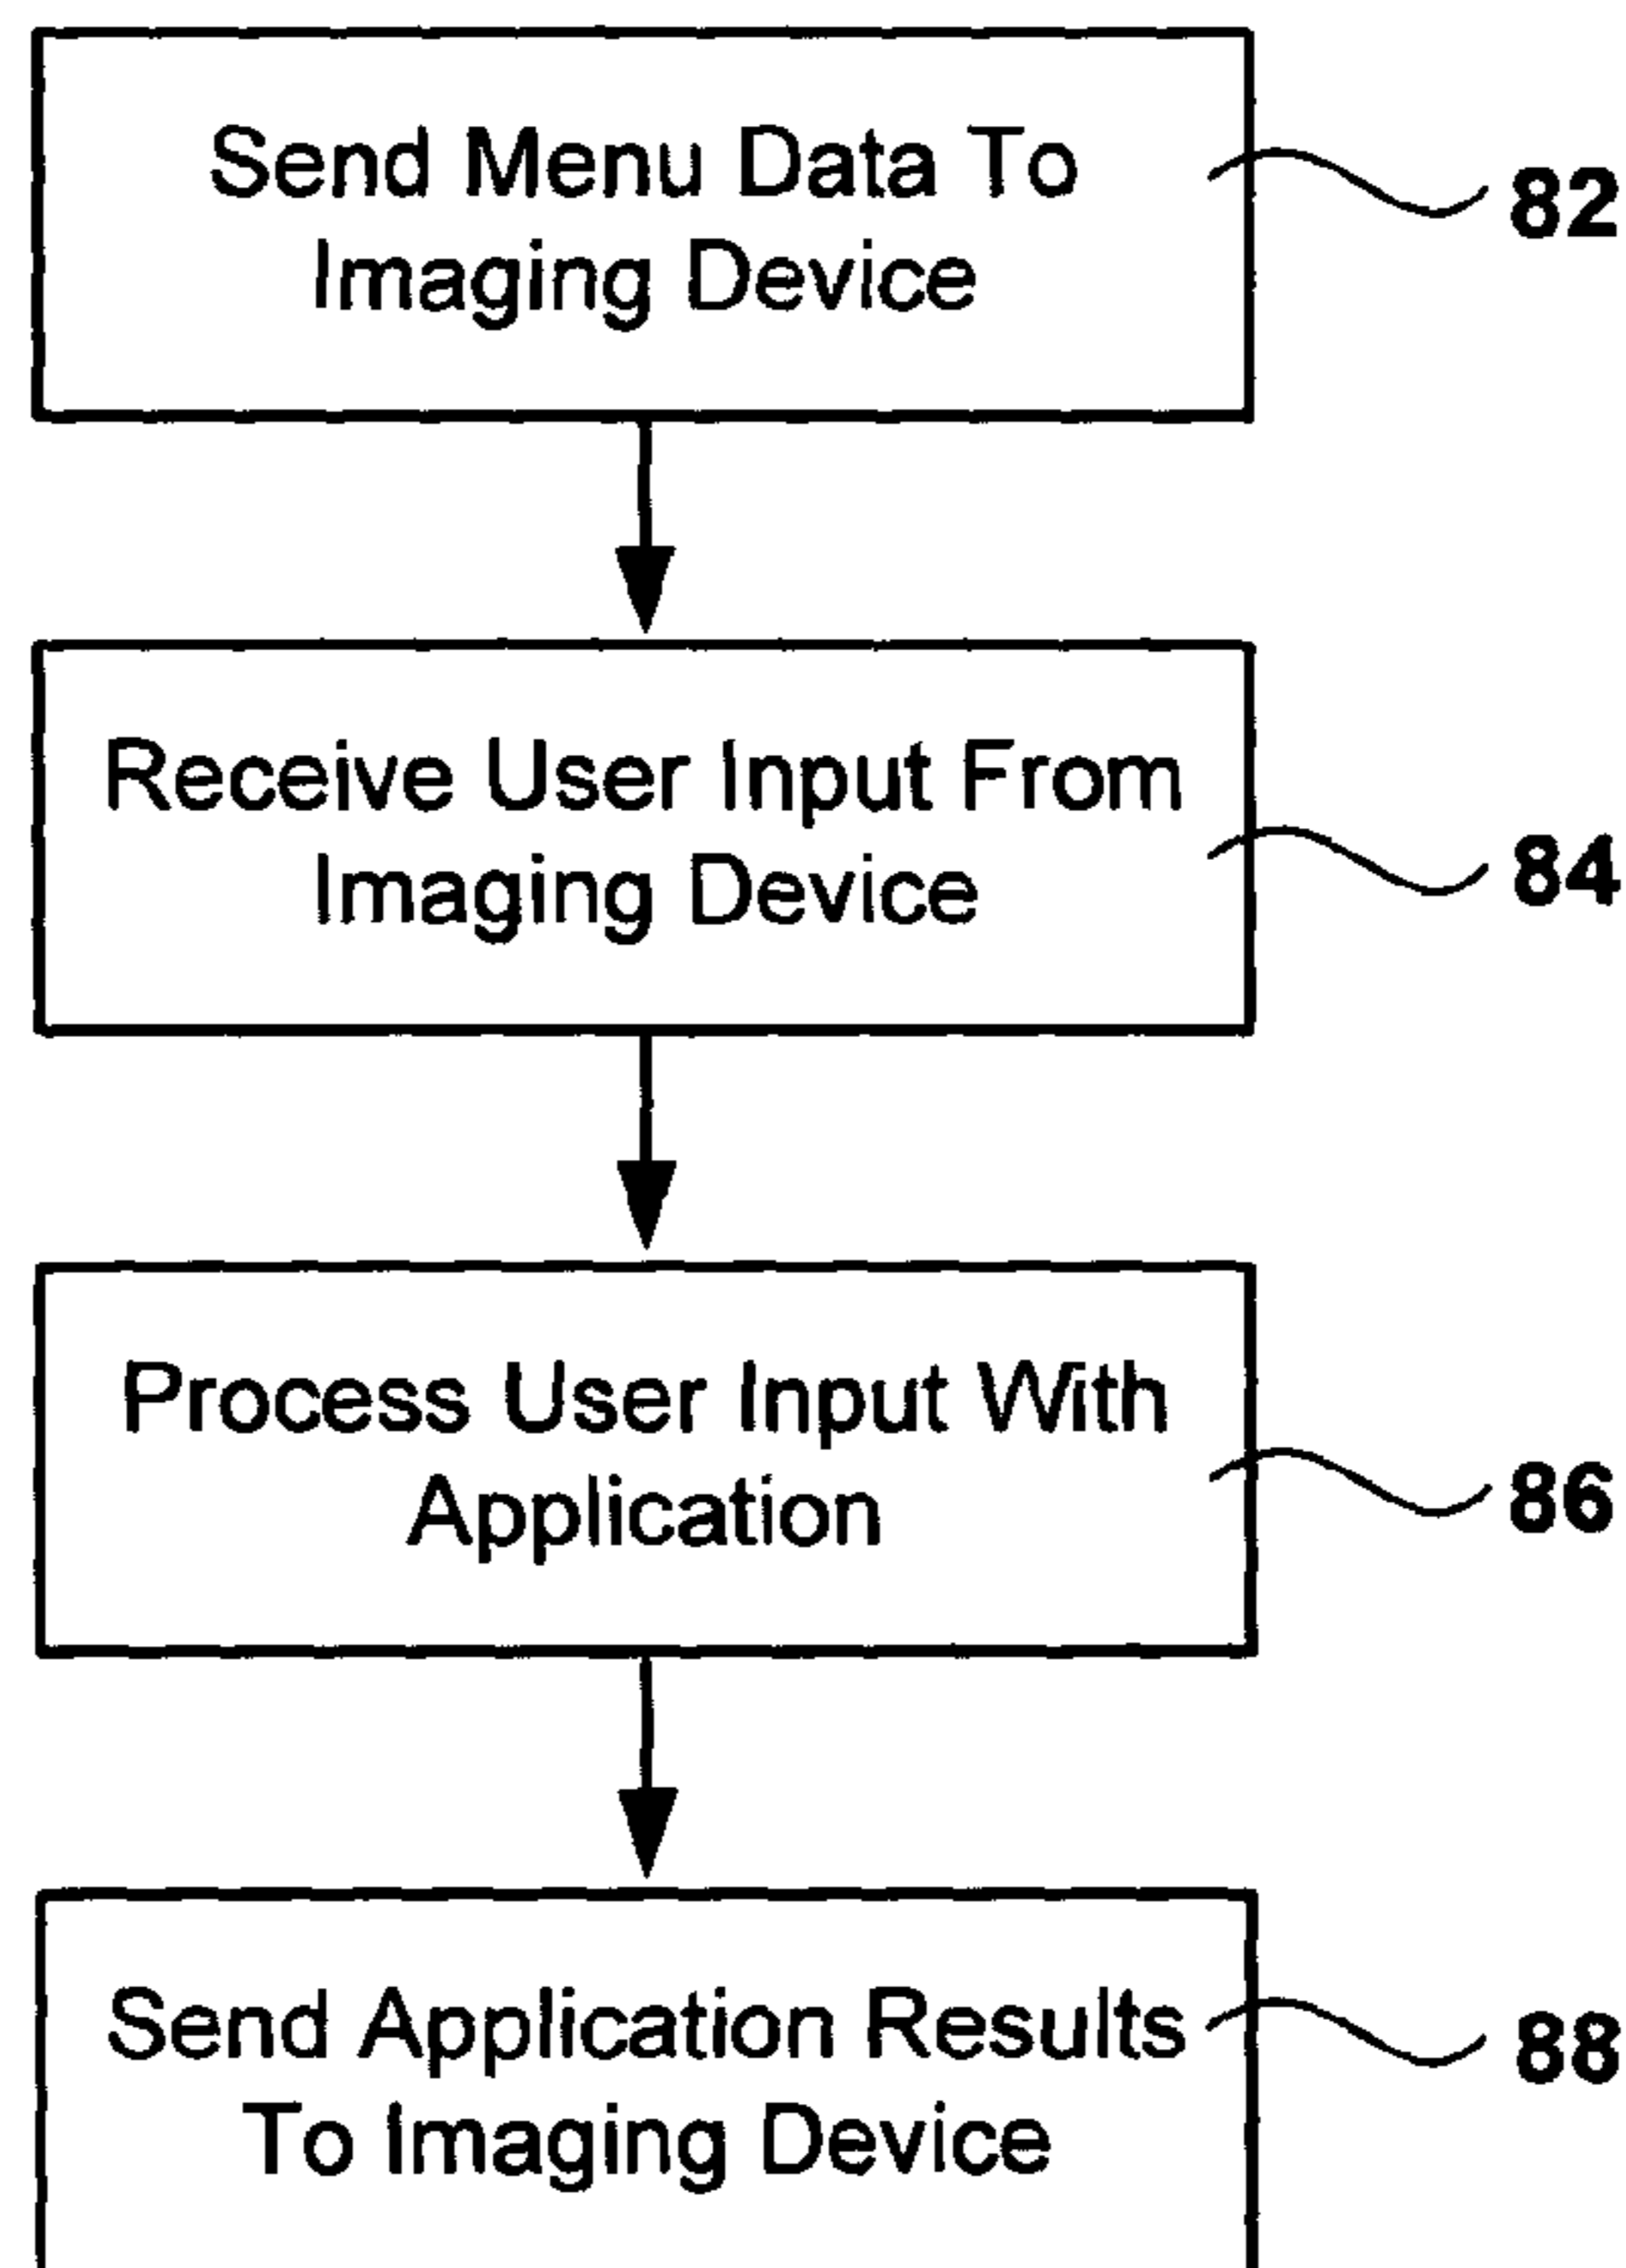 Send Menu Data To
Imaging Device
82
Receive User Input From
Imaging Device
84
Process User Input With
Application
86
Send Application Results
To Imaging Device
88